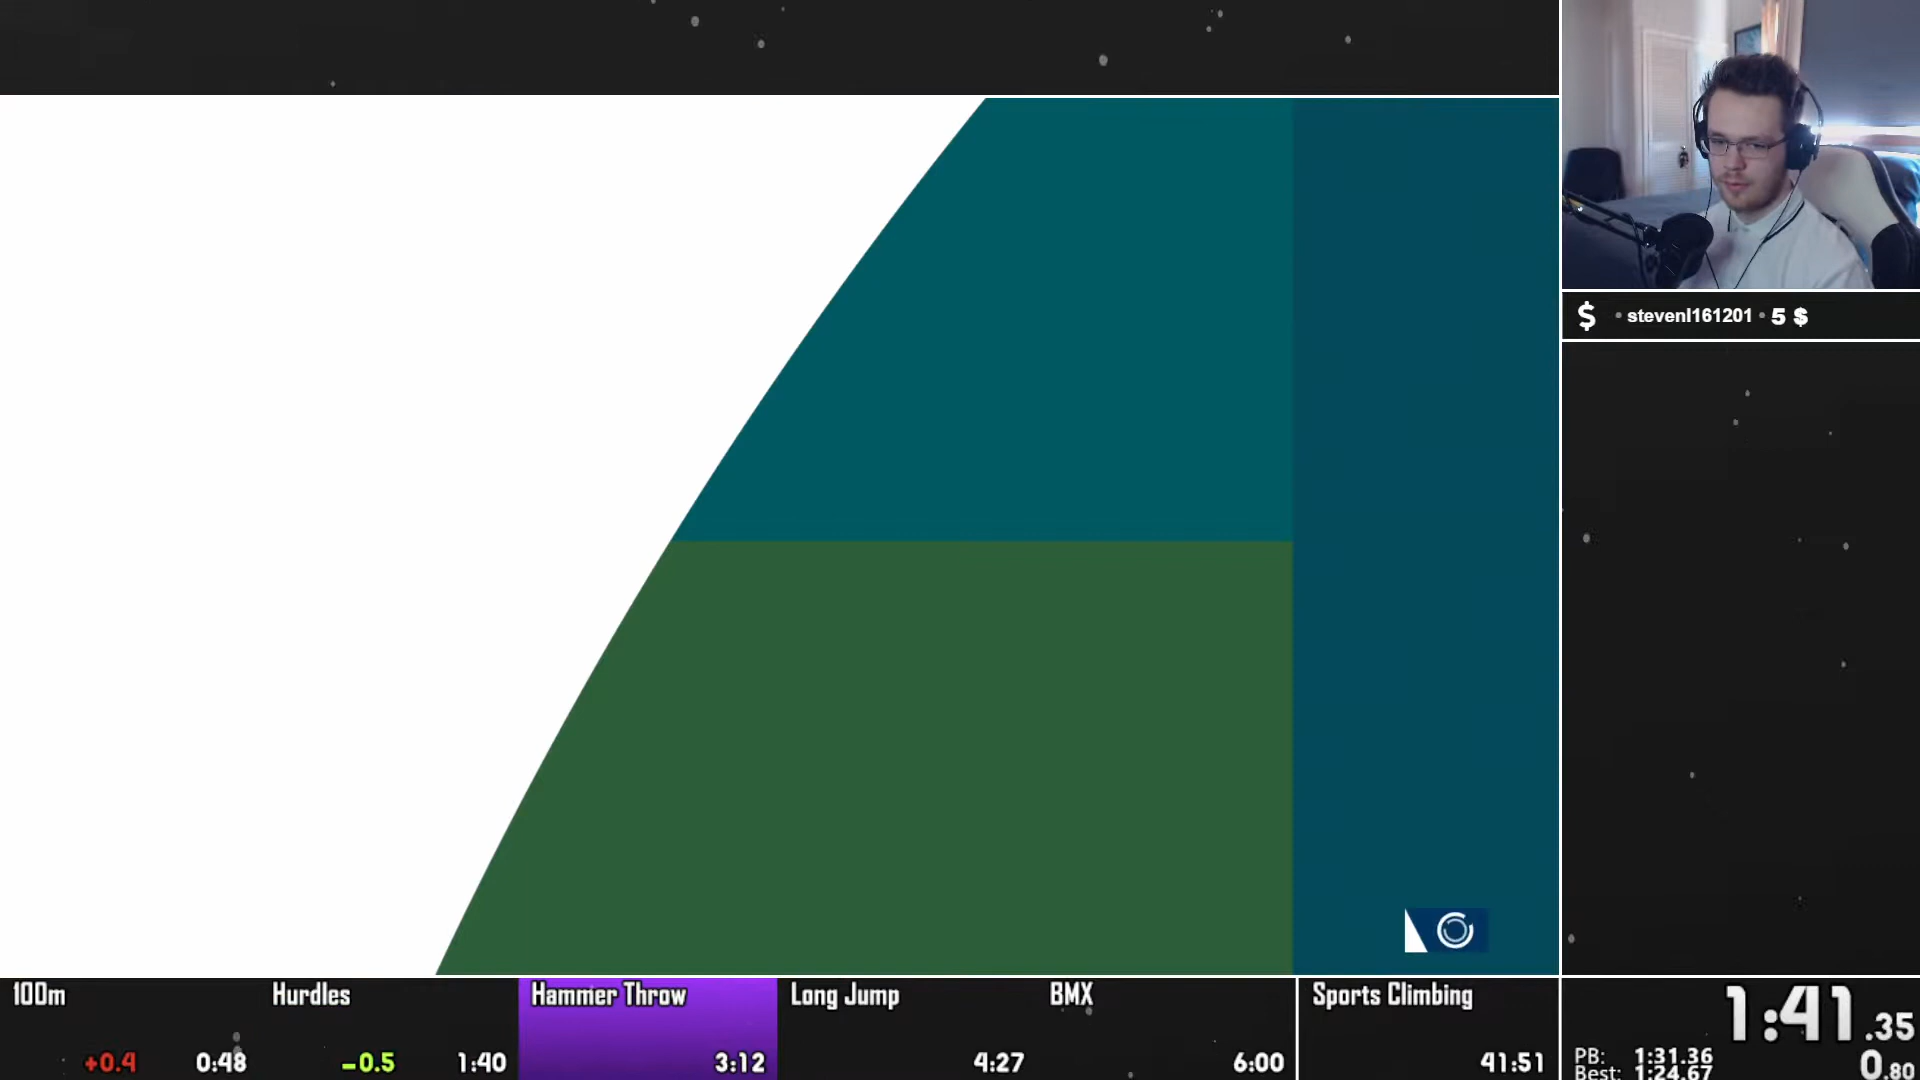 $ • stevenl161201 • 5 $
100m
+0.4 0:48
Hurdles
-0.5 1:40
Hammer Throw
3:12
Long Jump
4:27
BMX
6:00
Sports Climbing
41:51
1:41.35
PB: 1:31.36
Best: 1:24.67
0.80